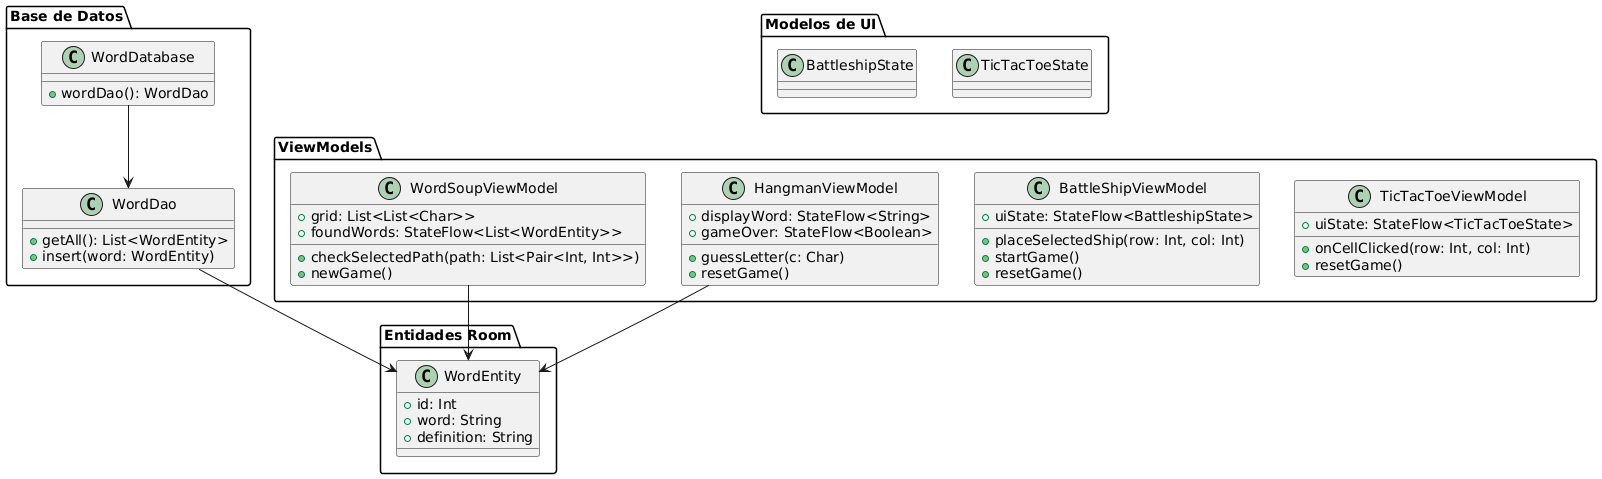 Base de Datos
C WordDatabase
wordDao(): WordDao
C WordDao
getAll(): List<WordEntity>
insert(word: WordEntity)
Modelos de UI
C BattleshipState
C TicTacToeState
ViewModels
C WordSoupViewModel
grid: List<List<Char>>
foundWords: StateFlow<List<WordEntity>>
checkSelectedPath(path: List<Pair<Int, Int>>)
newGame()
C HangmanViewModel
displayWord: StateFlow<String>
gameOver: StateFlow<Boolean>
guessLetter(c: Char)
resetGame()
C BattleShipViewModel
uiState: StateFlow<BattleshipState>
placeSelectedShip(row: Int, col: Int)
startGame()
resetGame()
C TicTacToeViewModel
uiState: StateFlow<TicTacToeState>
onCellClicked(row: Int, col: Int)
resetGame()
Entidades Room
C WordEntity
id: Int
word: String
definition: String